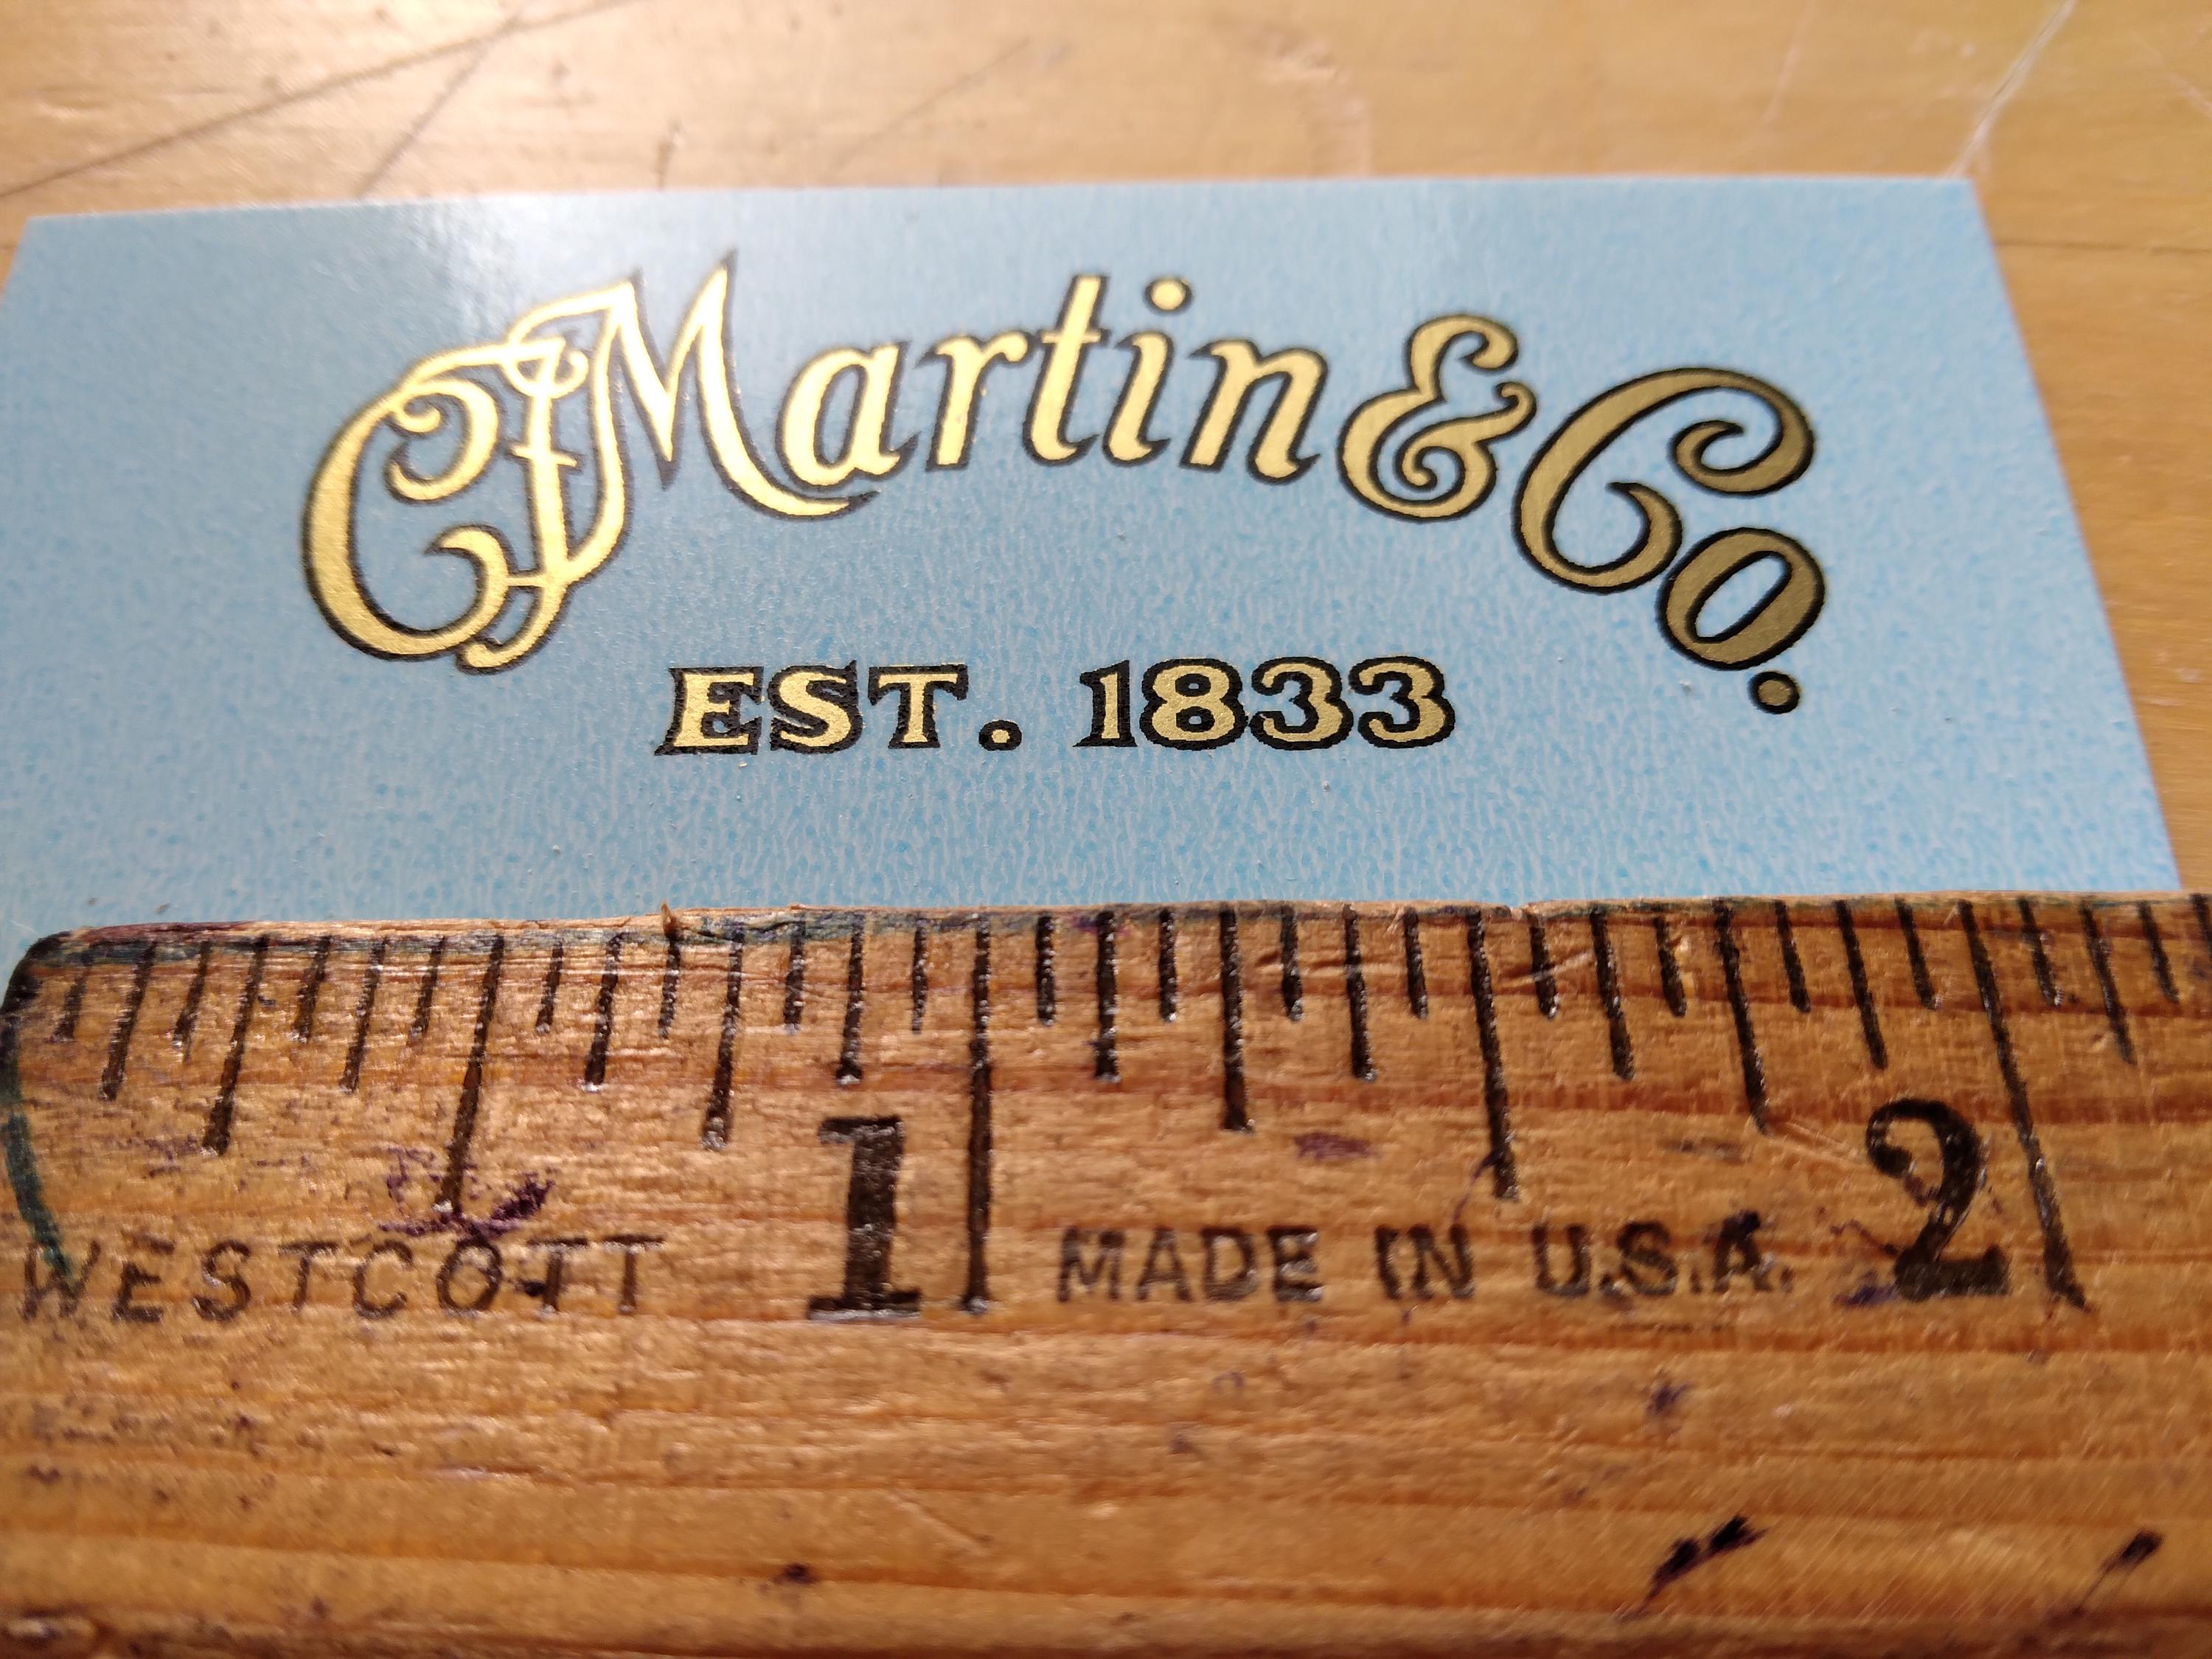 CFMartin & Co.
EST. 1833
1 2
WESTCOTT MADE IN U.S.A.